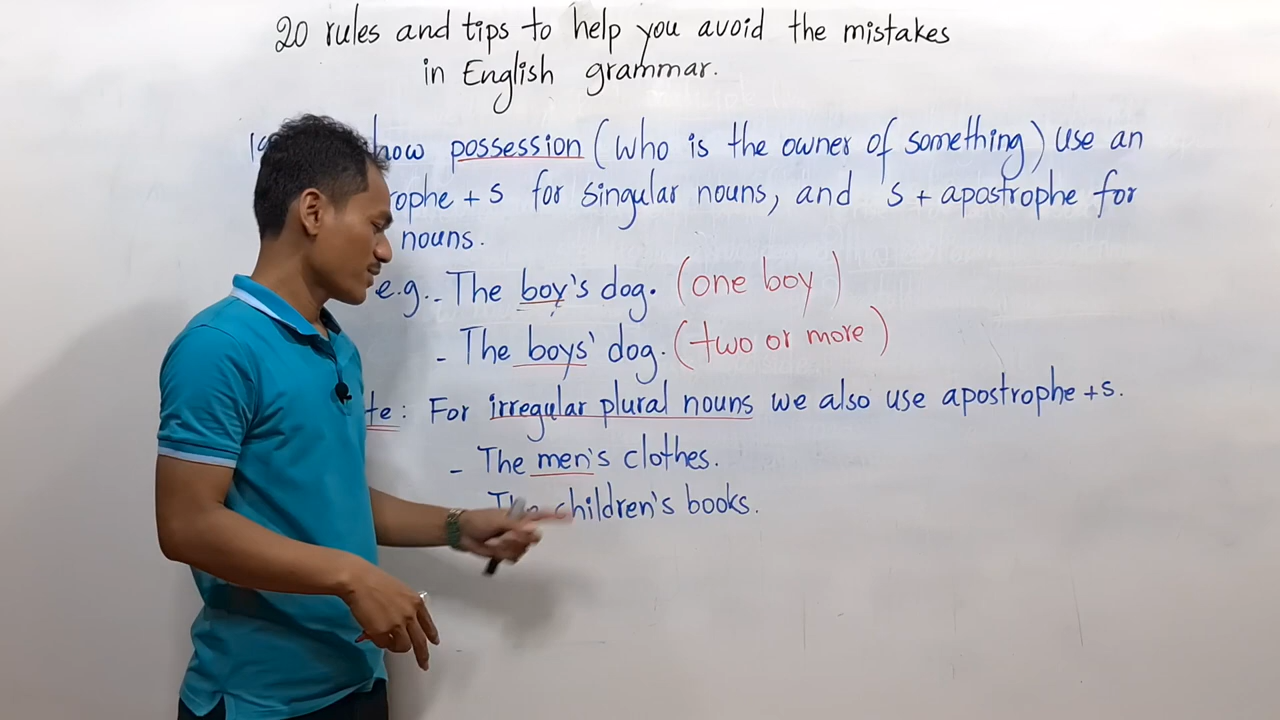 20 rules and tips to help you avoid the mistakes
in English grammar.
how possession (who is the owner of something) use an
rophe + s for singular nouns, and s + apostrophe for
nouns.
e.g. - The boy's dog. (one boy)
- The boys' dog. (two or more)
te: For irregular plural nouns we also use apostrophe +s.
- The men's clothes.
The children's books.